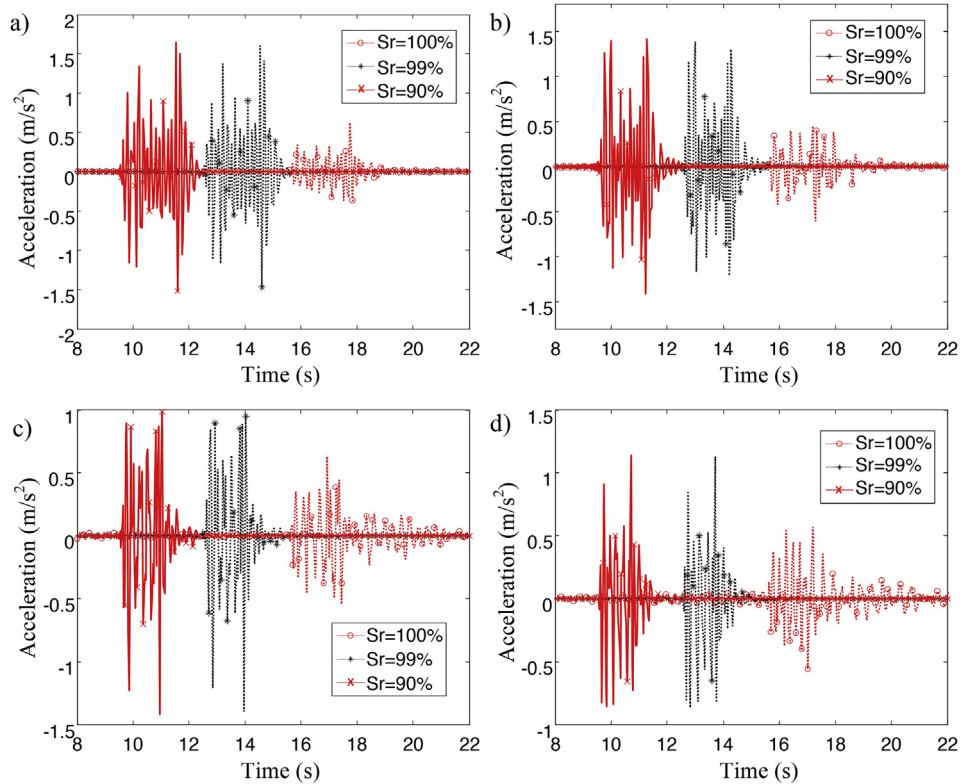 a)
Acceleration (m/s²)
2
1.5
1
0.5
0
-0.5
-1
-1.5
-2
Sr=100%
Sr=99%
Sr=90%
8 10 12 14 16 18 20 22
Time (s)
b)
Acceleration (m/s²)
1.5
1
0.5
0
-0.5
-1
-1.5
Sr=100%
Sr=99%
Sr=90%
8 10 12 14 16 18 20 22
Time (s)
c)
Acceleration (m/s²)
1
0.5
0
-0.5
-1
-1.5
Sr=100%
Sr=99%
Sr=90%
8 10 12 14 16 18 20 22
Time (s)
d)
Acceleration (m/s²)
1.5
1
0.5
0
-0.5
-1
Sr=100%
Sr=99%
Sr=90%
8 10 12 14 16 18 20 22
Time (s)